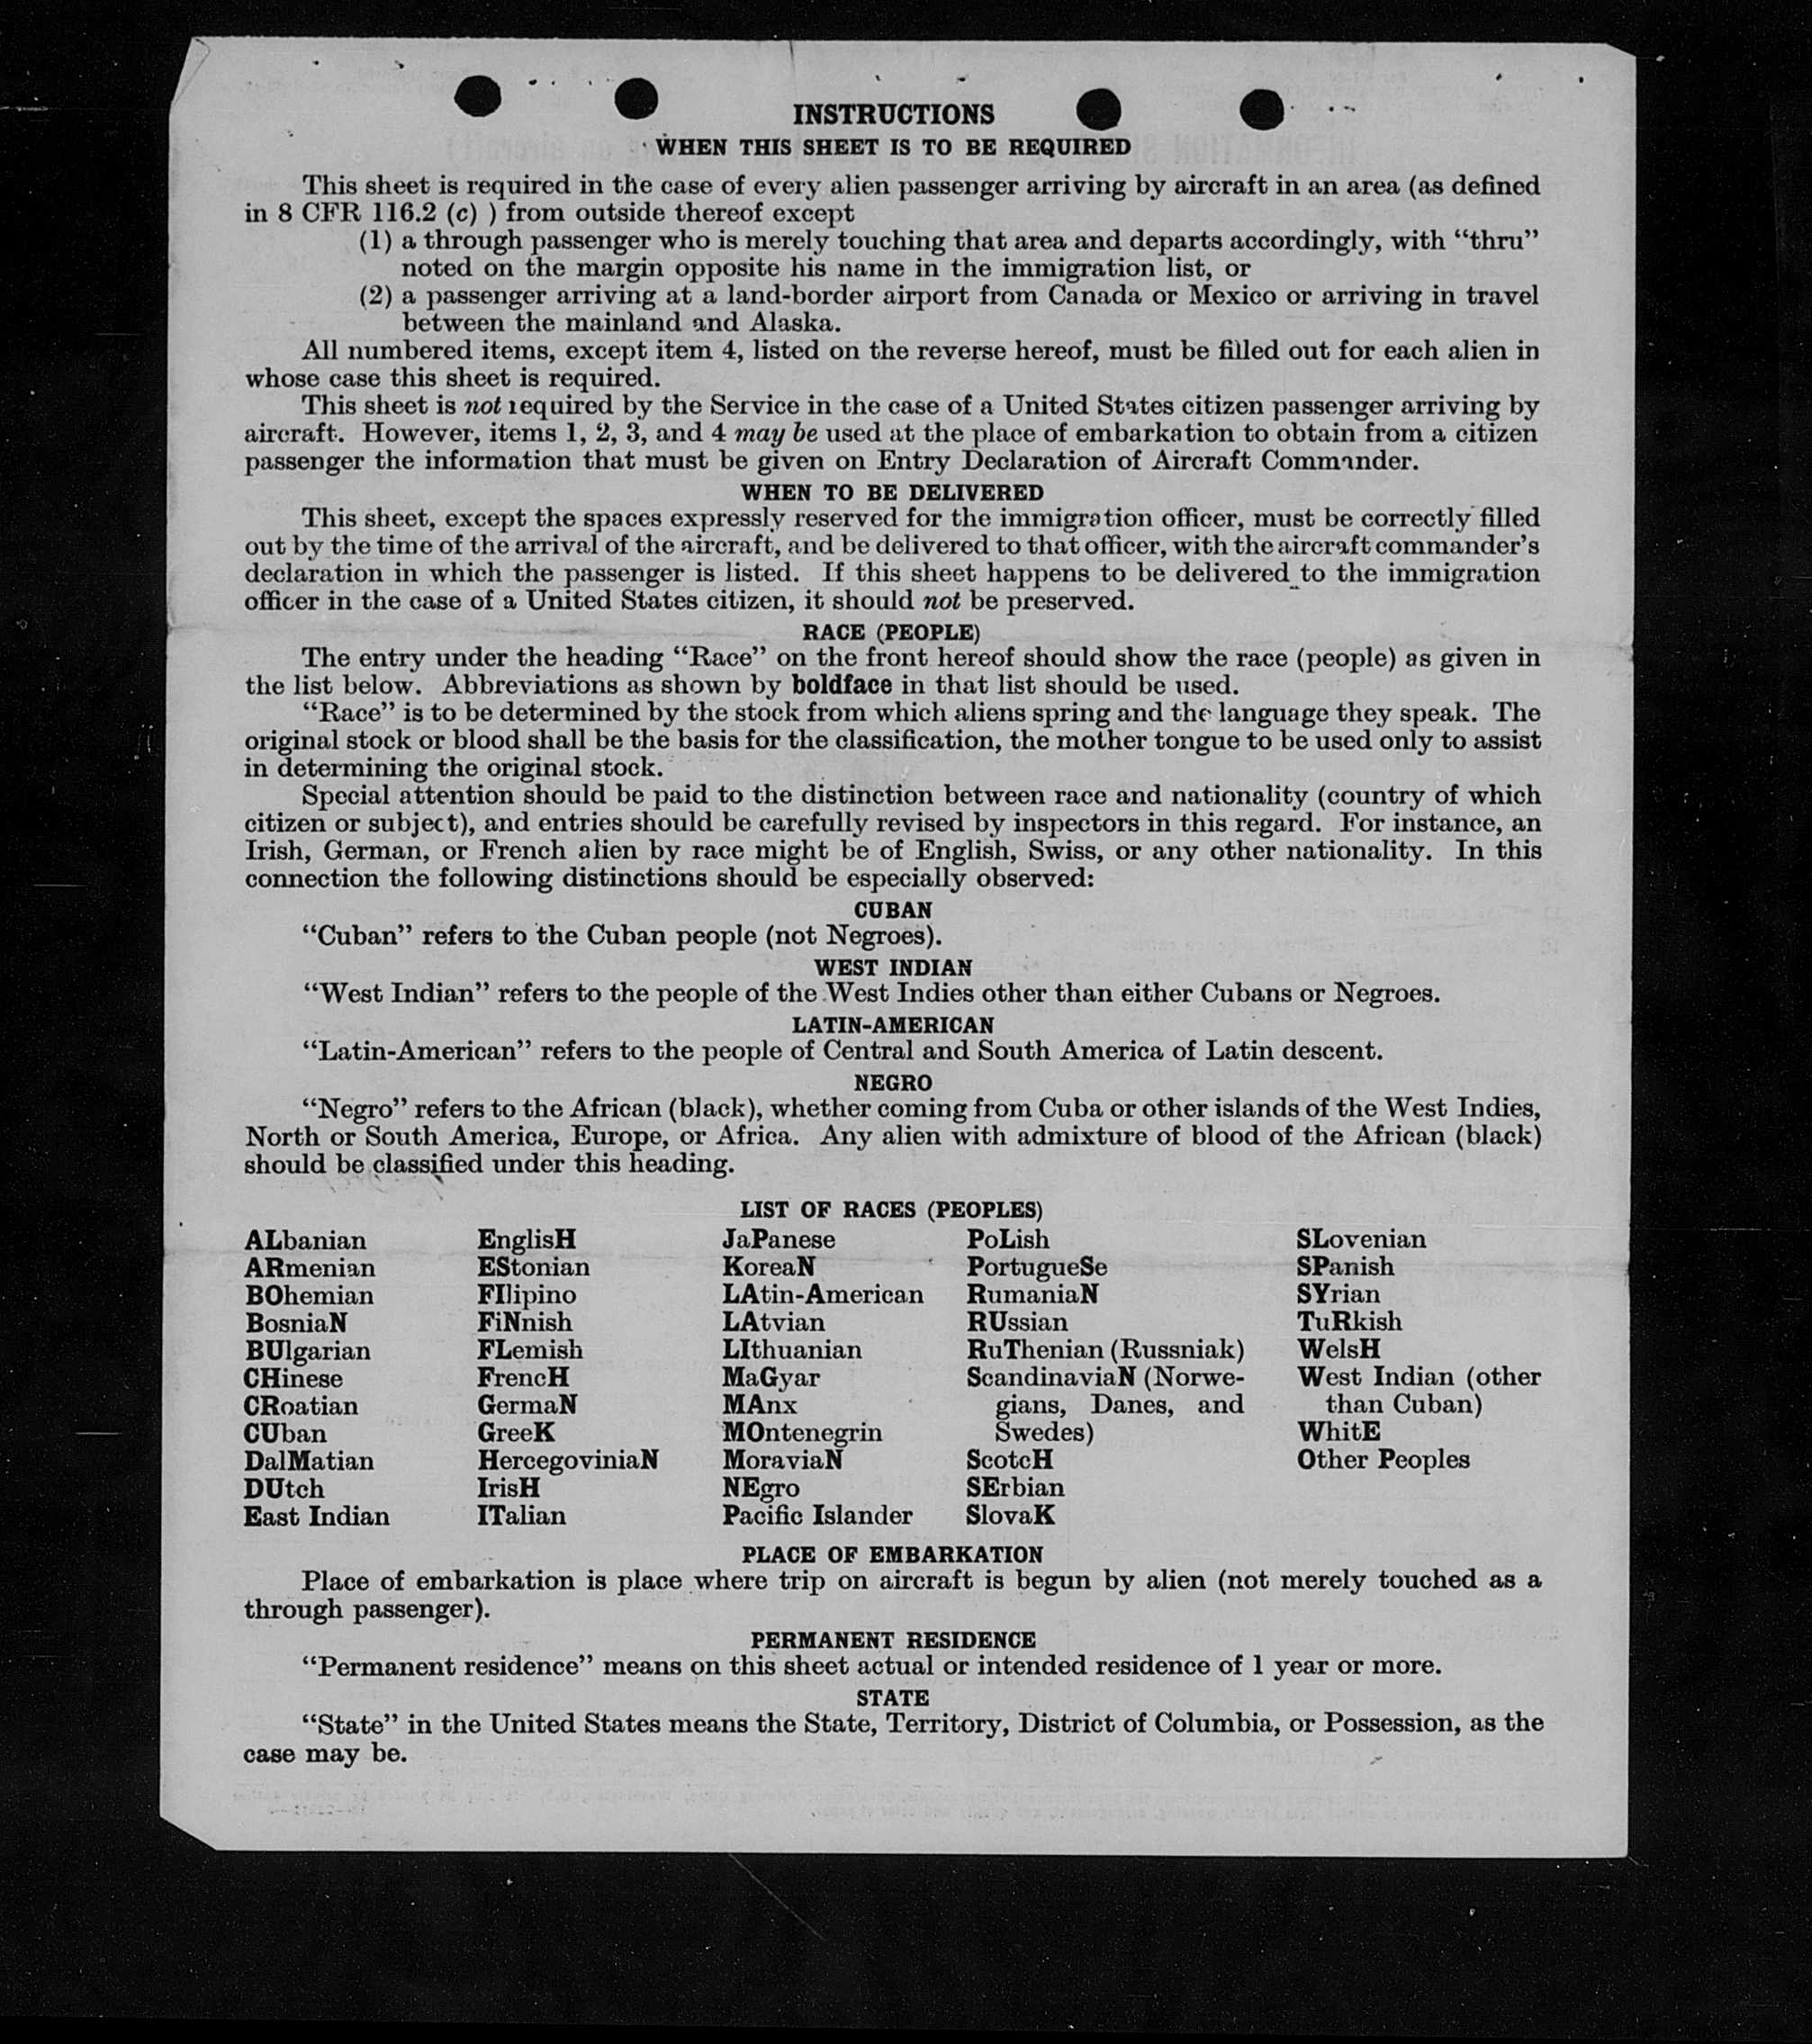 INSTRUCTIONS
WHEN THIS SHEET IS TO BE REQUIRED
This sheet is required in the case of every alien passenger arriving by aircraft in an area (as defined
in 8 CFR 116.2 (c) ) from outside thereof except
(1) a through passenger who is merely touching that area and departs accordingly, with “thru”
noted on the margin opposite his name in the immigration list, or
(2) a passenger arriving at a land-border airport from Canada or Mexico or arriving in travel
between the mainland and Alaska.
All numbered items, except item 4, listed on the reverse hereof, must be filled out for each alien in
whose case this sheet is required.
This sheet is not required by the Service in the case of a United States citizen passenger arriving by
aircraft. However, items 1, 2, 3, and 4 may be used at the place of embarkation to obtain from a citizen
passenger the information that must be given on Entry Declaration of Aircraft Commander.
WHEN TO BE DELIVERED
This sheet, except the spaces expressly reserved for the immigration officer, must be correctly filled
out by the time of the arrival of the aircraft, and be delivered to that officer, with the aircraft commander’s
declaration in which the passenger is listed. If this sheet happens to be delivered to the immigration
officer in the case of a United States citizen, it should not be preserved.
RACE (PEOPLE)
The entry under the heading “Race” on the front hereof should show the race (people) as given in
the list below. Abbreviations as shown by boldface in that list should be used.
“Race” is to be determined by the stock from which aliens spring and the language they speak. The
original stock or blood shall be the basis for the classification, the mother tongue to be used only to assist
in determining the original stock.
Special attention should be paid to the distinction between race and nationality (country of which
citizen or subject), and entries should be carefully revised by inspectors in this regard. For instance, an
Irish, German, or French alien by race might be of English, Swiss, or any other nationality. In this
connection the following distinctions should be especially observed:
CUBAN
“Cuban” refers to the Cuban people (not Negroes).
WEST INDIAN
“West Indian” refers to the people of the West Indies other than either Cubans or Negroes.
LATIN-AMERICAN
“Latin-American” refers to the people of Central and South America of Latin descent.
NEGRO
“Negro” refers to the African (black), whether coming from Cuba or other islands of the West Indies,
North or South America, Europe, or Africa. Any alien with admixture of blood of the African (black)
should be classified under this heading.
LIST OF RACES (PEOPLES)
ALbanian
ARmenian
BOhemian
BosniaN
BUlgarian
CHinese
CRoatian
CUban
DalMatian
DUtch
East Indian
EnglisH
EStonian
FIlipino
FiNnish
FLemish
FrencH
GermaN
GreeK
HercegoviniaN
IrisH
ITalian
JaPanese
KoreaN
LAtin-American
LAtvian
LIthuanian
MaGyar
MAnx
MOntenegrin
MoraviaN
NEgro
Pacific Islander
PoLish
PortugueSe
RumaniaN
RUssian
RuThenian (Russniak)
ScandinaviaN (Norwe-
gians, Danes, and
Swedes)
ScotcH
SErbian
SlovaK
SLovenian
SPanish
SYrian
TuRkish
WelsH
West Indian (other
than Cuban)
WhitE
Other Peoples
PLACE OF EMBARKATION
Place of embarkation is place where trip on aircraft is begun by alien (not merely touched as a
through passenger).
PERMANENT RESIDENCE
“Permanent residence” means on this sheet actual or intended residence of 1 year or more.
STATE
“State” in the United States means the State, Territory, District of Columbia, or Possession, as the
case may be.